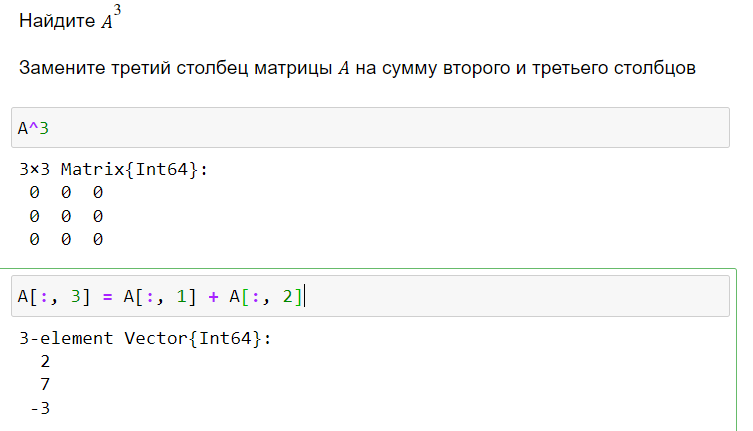 Найдите A³
Замените третий столбец матрицы A на сумму второго и третьего столбцов
A^3
3×3 Matrix{Int64}:
0 0 0
0 0 0
0 0 0
A[:, 3] = A[:, 1] + A[:, 2]
3-element Vector{Int64}:
2
7
-3